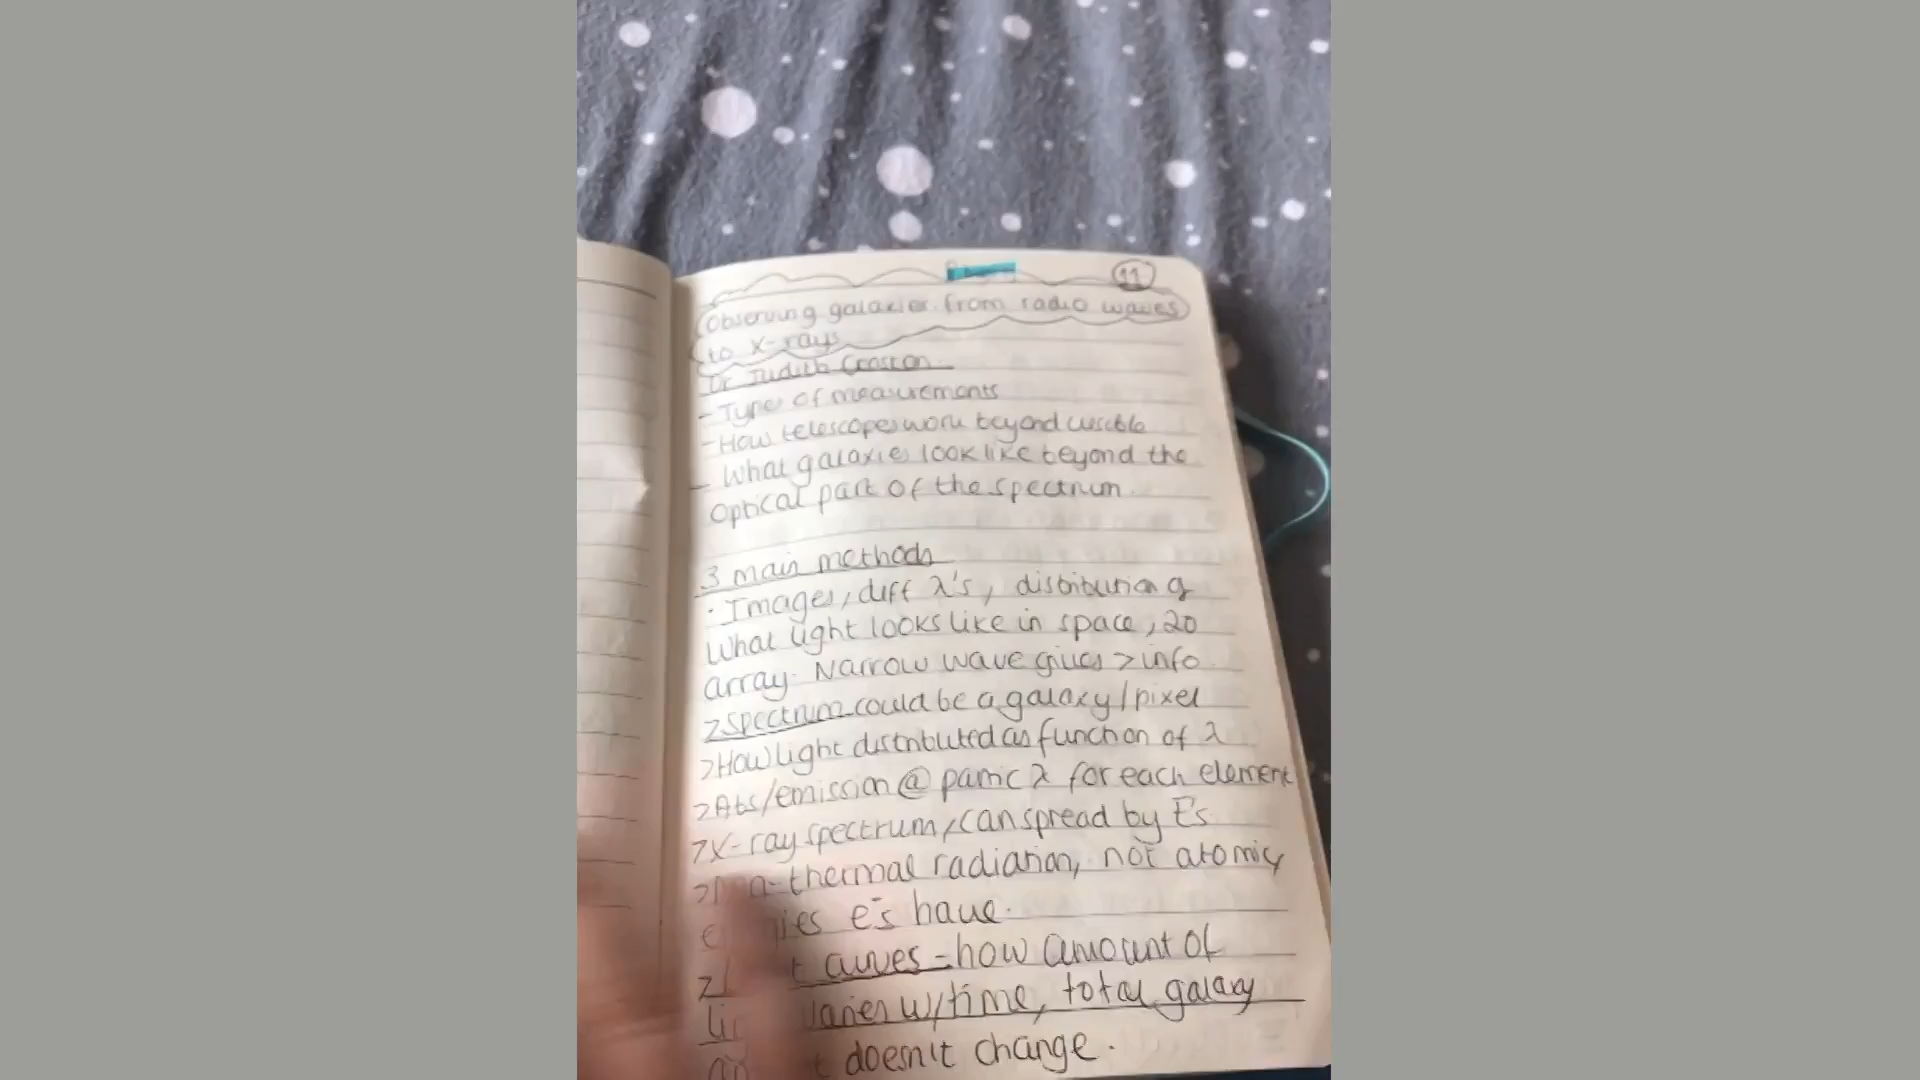 11
Observing galaxies from radio waves
to X-rays
Dr Judith Croston
- Types of measurements
- How telescopes work beyond visible
- What galaxies look like beyond the
Optical part of the spectrum.
3 main methods
· Images, diff λ's, distribution of
What light looks like in space, 2D
array. Narrow wave gives > info.
> Spectrum could be a galaxy/pixel
> How light distributed as function of λ
> Abs/emission @ λ for each element
> X-ray spectrum, can spread by E's
-thermal radiation, not atomic
e⁻s have.
= how amount of
varies w/time, total galaxy
doesn't change.